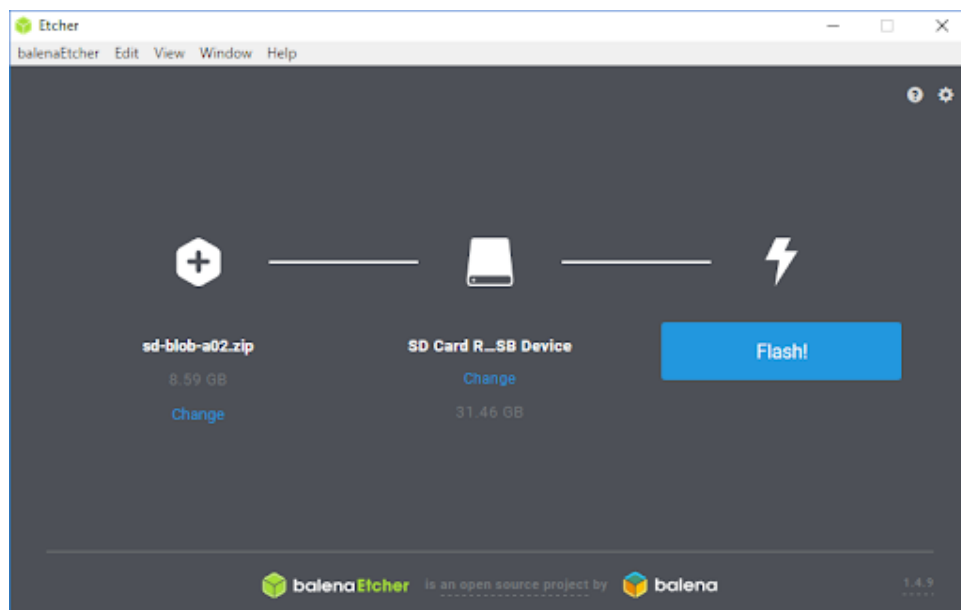 Etcher
balenaEtcher Edit View Window Help
sd-blob-a02.zip
8.59 GB
Change
SD Card R...SB Device
Change
31.46 GB
Flash!
balenaEtcher is an open source project by balena
1.4.9